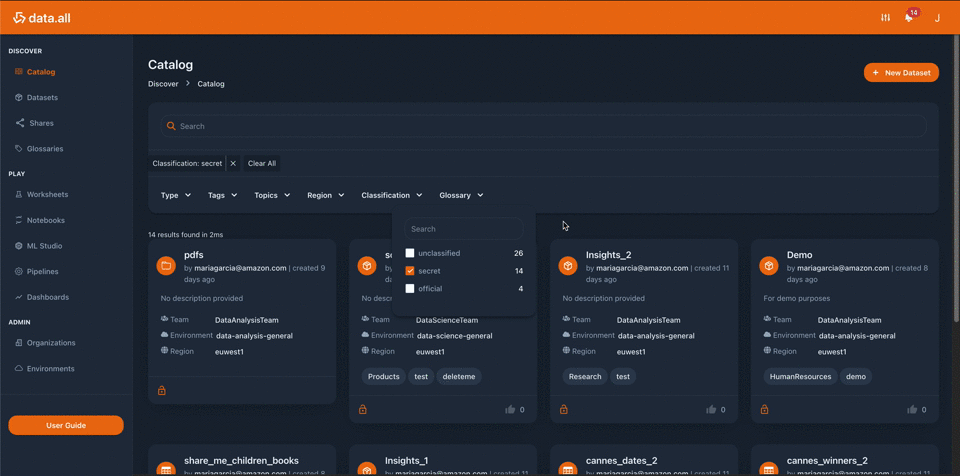 data.all
14
J
DISCOVER
Catalog
Datasets
Shares
Glossaries
PLAY
Worksheets
Notebooks
ML Studio
Pipelines
Dashboards
ADMIN
Organizations
Environments
User Guide
Catalog
Discover > Catalog
+ New Dataset
Search
Classification: secret × Clear All
Type Tags Topics Region Classification Glossary
Search
unclassified 26
secret 14
official 4
14 results found in 2ms
pdfs
by mariagarcia@amazon.com | created 9
days ago
No description provided
Team DataAnalysisTeam
Environment data-analysis-general
Region euwest1
No
Team DataScienceTeam
Environment data-science-general
Region euwest1
Products test deleteme
0
Insights_2
by mariagarcia@amazon.com | created 11
days ago
No description provided
Team DataAnalysisTeam
Environment data-analysis-general
Region euwest1
Research test
0
Demo
by mariagarcia@amazon.com | created 8
days ago
For demo purposes
Team DataAnalysisTeam
Environment data-analysis-general
Region euwest1
HumanResources demo
0
share_me_children_books
by mariagarcia@amazon.com | created 8
Insights_1
by mariagarcia@amazon.com | created 11
cannes_dates_2
by mariagarcia@amazon.com | created 11
cannes_winners_2
by mariagarcia@amazon.com | created 11